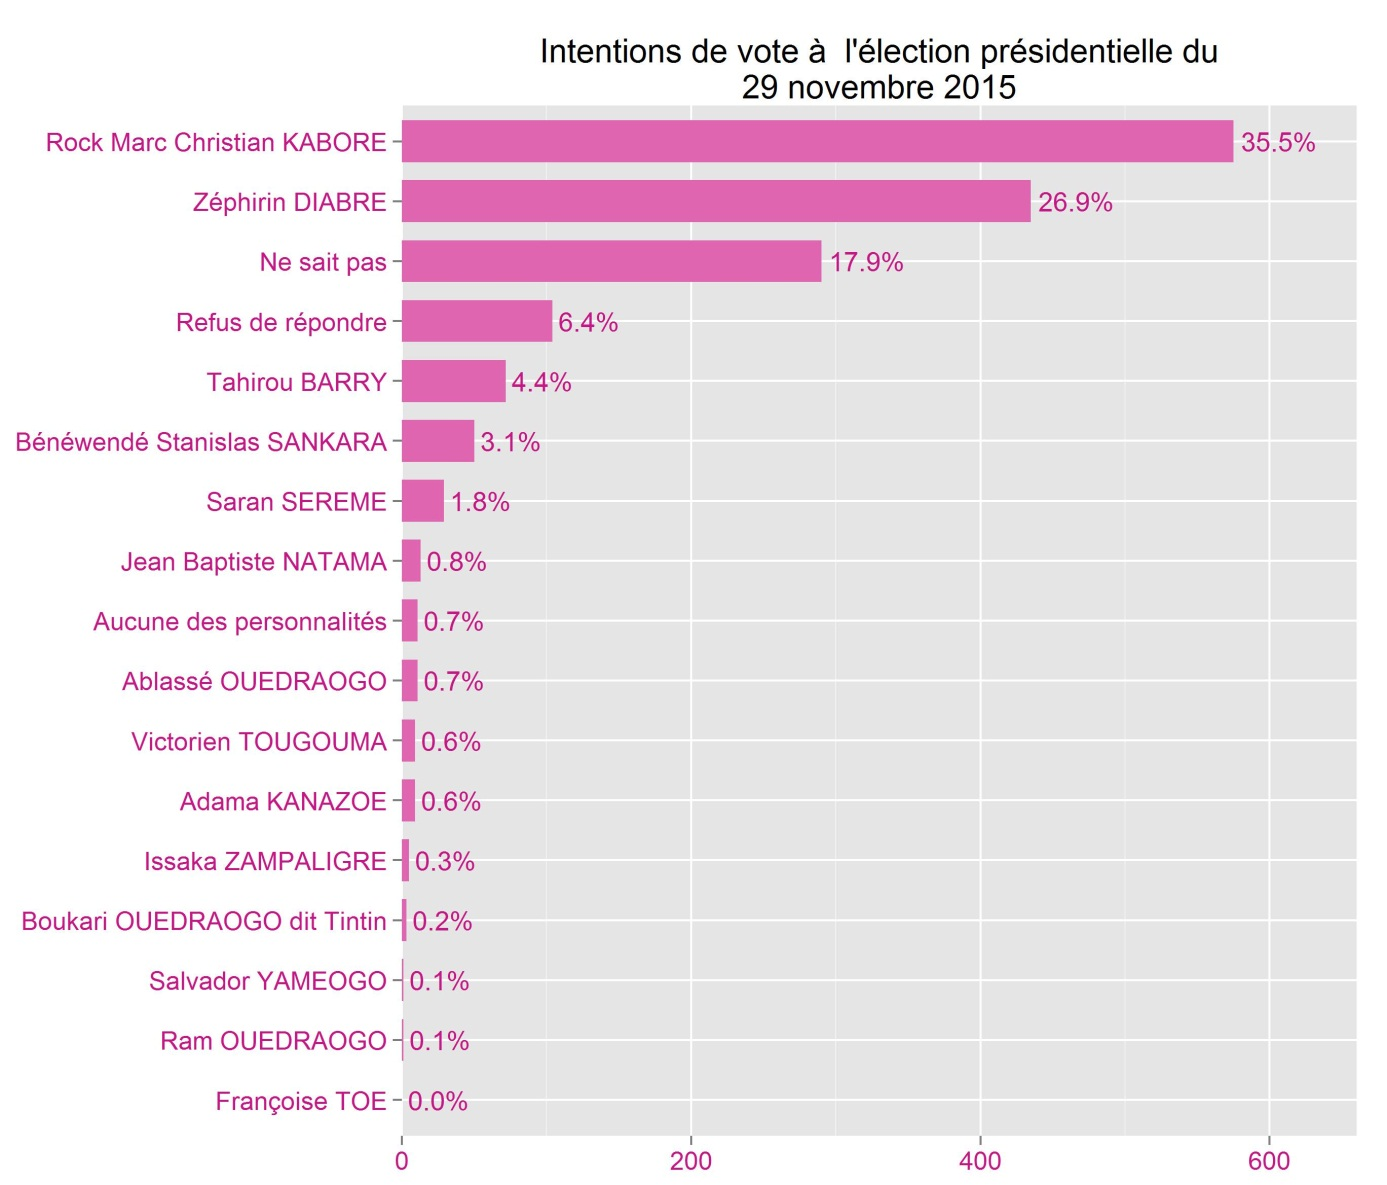 Intentions de vote à  l'élection présidentielle du
29 novembre 2015
Rock Marc Christian KABORE 35.5%
Zéphirin DIABRE 26.9%
Ne sait pas 17.9%
Refus de répondre 6.4%
Tahirou BARRY 4.4%
Bénéwendé Stanislas SANKARA 3.1%
Saran SEREME 1.8%
Jean Baptiste NATAMA 0.8%
Aucune des personnalités 0.7%
Ablassé OUEDRAOGO 0.7%
Victorien TOUGOUMA 0.6%
Adama KANAZOE 0.6%
Issaka ZAMPALIGRE 0.3%
Boukari OUEDRAOGO dit Tintin 0.2%
Salvador YAMEOGO 0.1%
Ram OUEDRAOGO 0.1%
Françoise TOE 0.0%
0 200 400 600